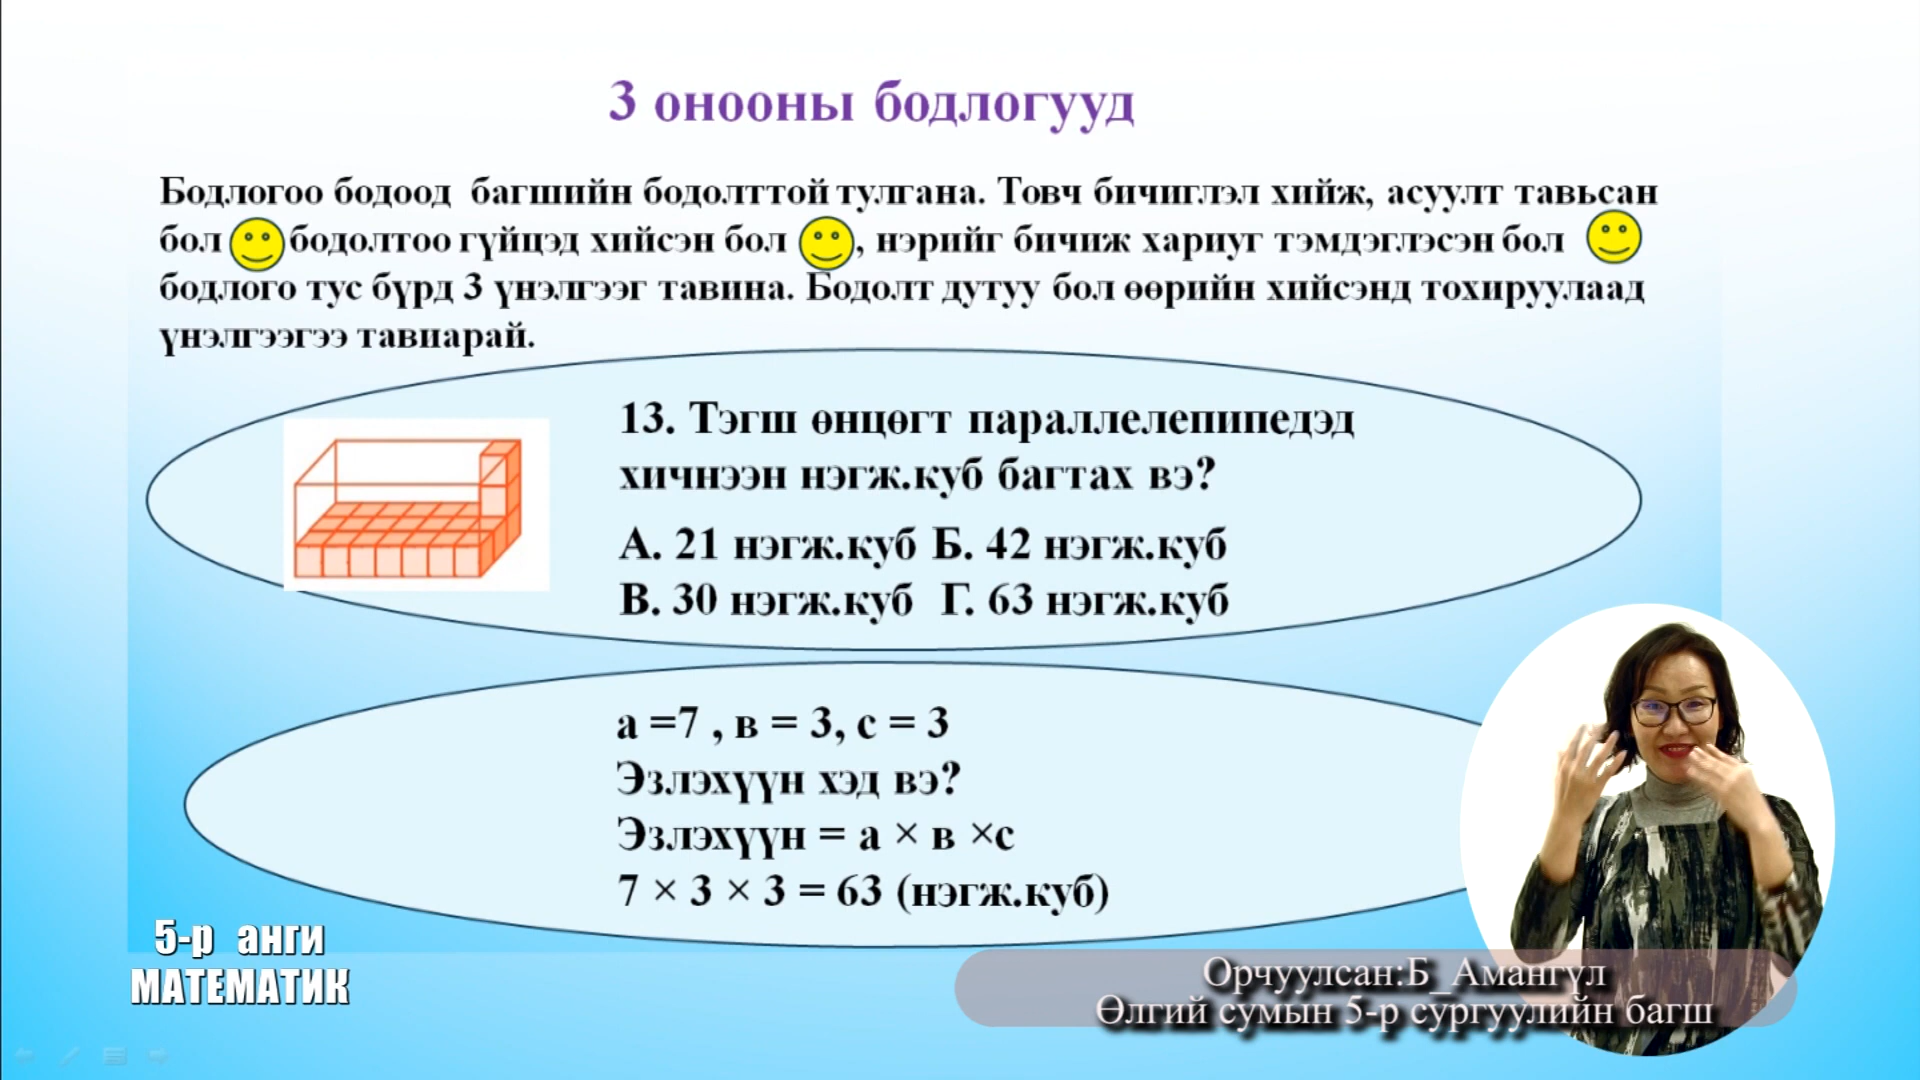 3 онооны бодлогууд
Бодлогоо бодоод багшийн бодолттой тулгана. Товч бичиглэл хийж, асуулт тавьсан
бол бодолтоо гүйцэд хийсэн бол , нэрийг бичиж хариуг тэмдэглэсэн бол
бодлого тус бүрд 3 үнэлгээг тавина. Бодолт дутуу бол өөрийн хийсэнд тохируулаад
үнэлгээгээ тавиарай.
13. Тэгш өнцөгт параллелепипедэд
хичнээн нэгж.куб багтах вэ?
А. 21 нэгж.куб Б. 42 нэгж.куб
В. 30 нэгж.куб Г. 63 нэгж.куб
а =7 , в = 3, с = 3
Эзлэхүүн хэд вэ?
Эзлэхүүн = а × в ×с
7 × 3 × 3 = 63 (нэгж.куб)
5-р анги
МАТЕМАТИК
Орчуулсан:Б_Амангүл
Өлгий сумын 5-р сургуулийн багш